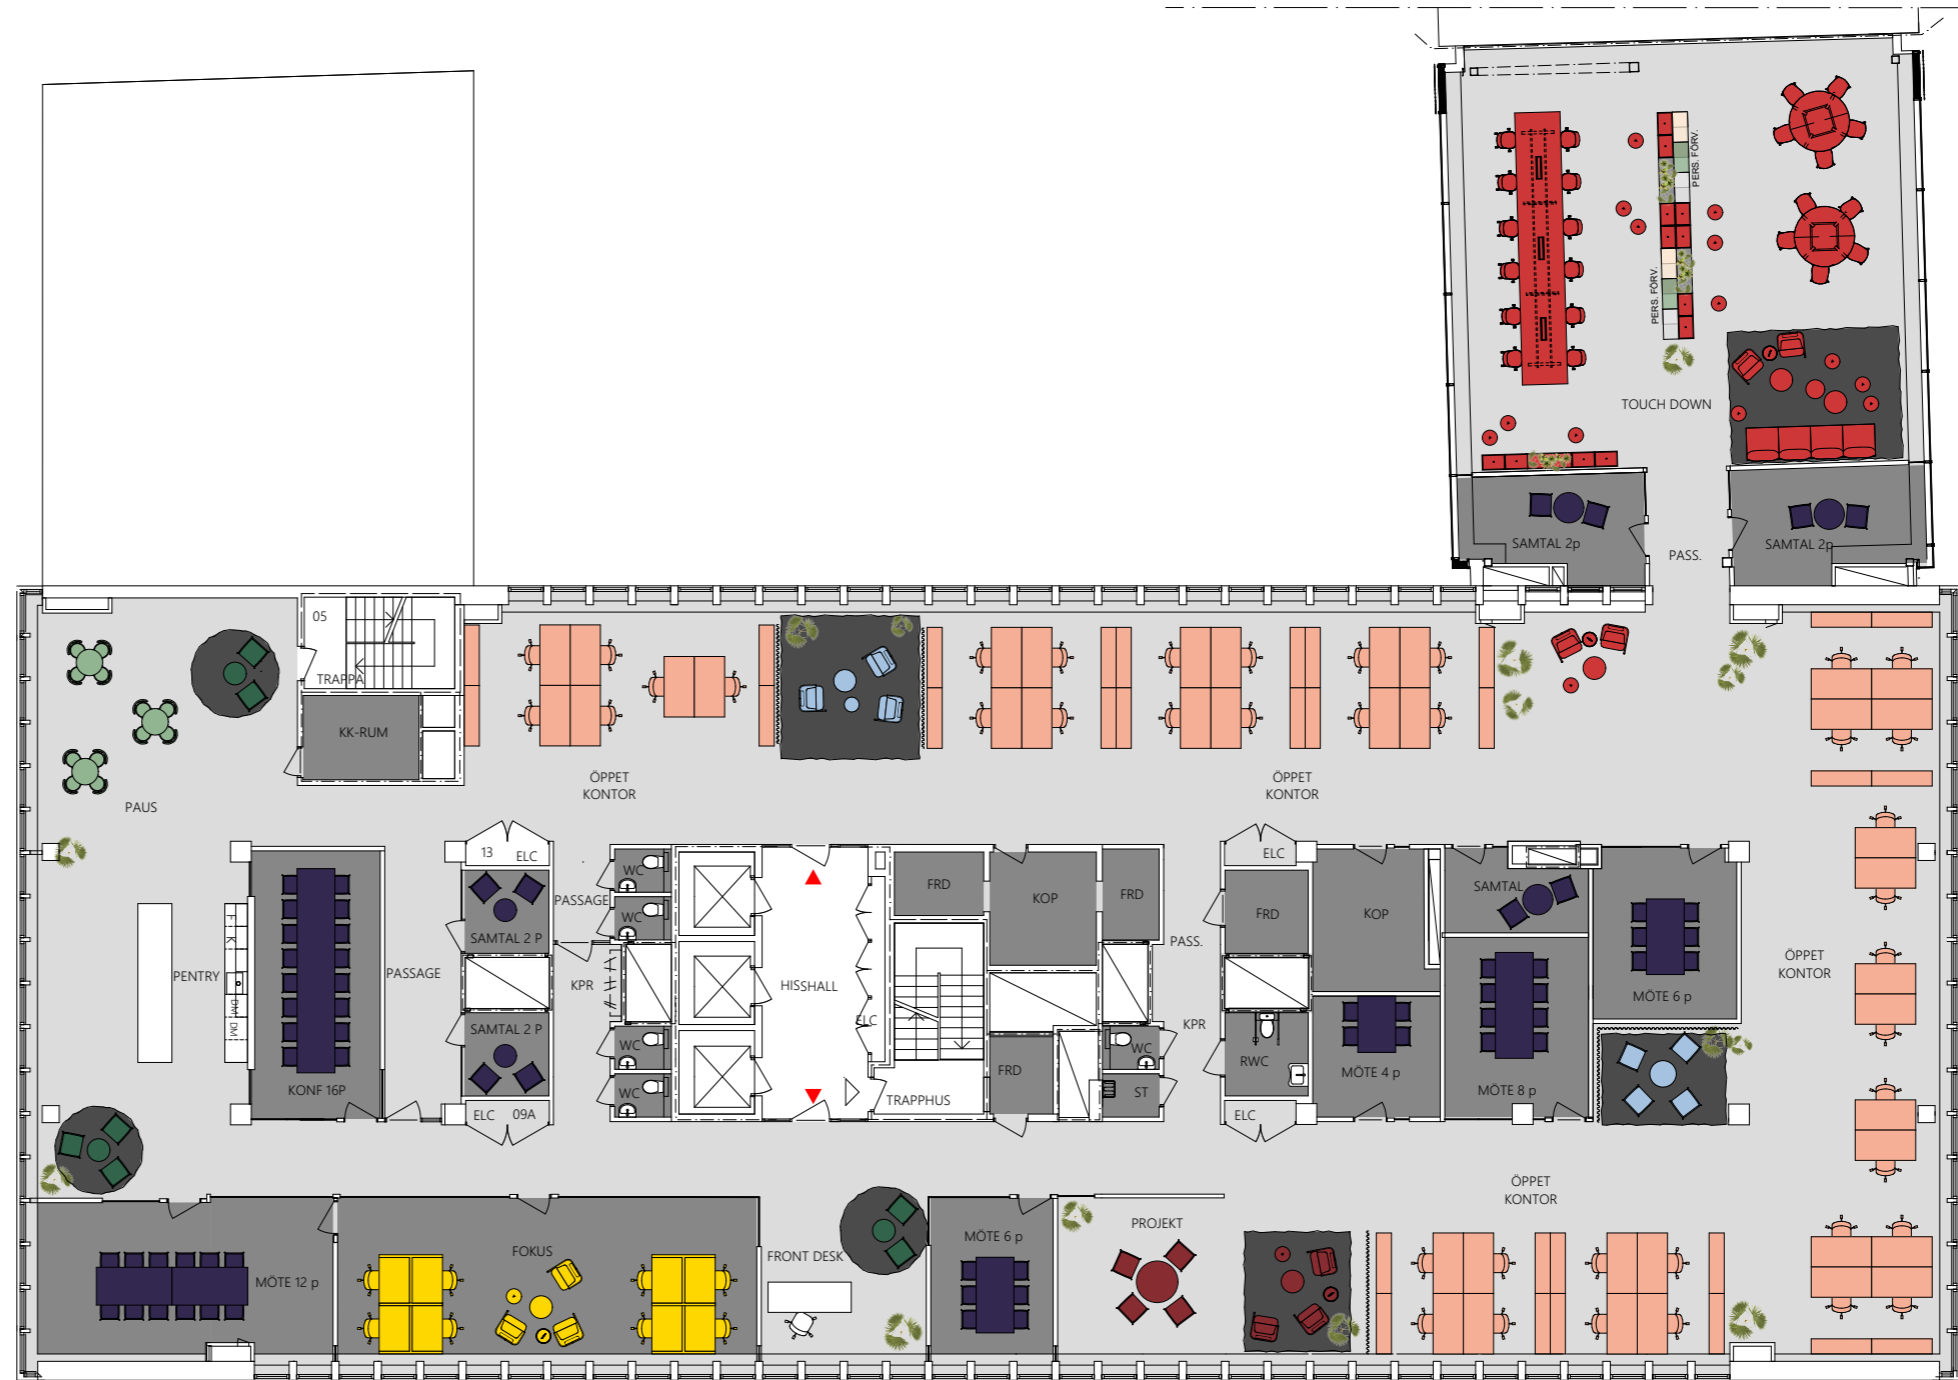 PERS. FÖRV.
PERS. FÖRV.
TOUCH DOWN
SAMTAL 2p
PASS.
SAMTAL 2p
05
TRAPPA
KK-RUM
PAUS
ÖPPET
KONTOR
ÖPPET
KONTOR
13
ELC
ELC
WC
PASSAGE
WC
FRD
KOP
FRD
FRD
KOP
SAMTAL
SAMTAL 2 P
PASS.
F
K
DM
DM
PENTRY
PASSAGE
KPR
HISSHALL
ÖPPET
KONTOR
MÖTE 6 p
ELC
KPR
SAMTAL 2 P
WC
WC
RWC
FRD
MÖTE 4 p
MÖTE 8 p
KONF 16P
WC
TRAPPHUS
ST
ELC
09A
ELC
ÖPPET
KONTOR
PROJEKT
MÖTE 6 p
FOKUS
FRONT DESK
MÖTE 12 p